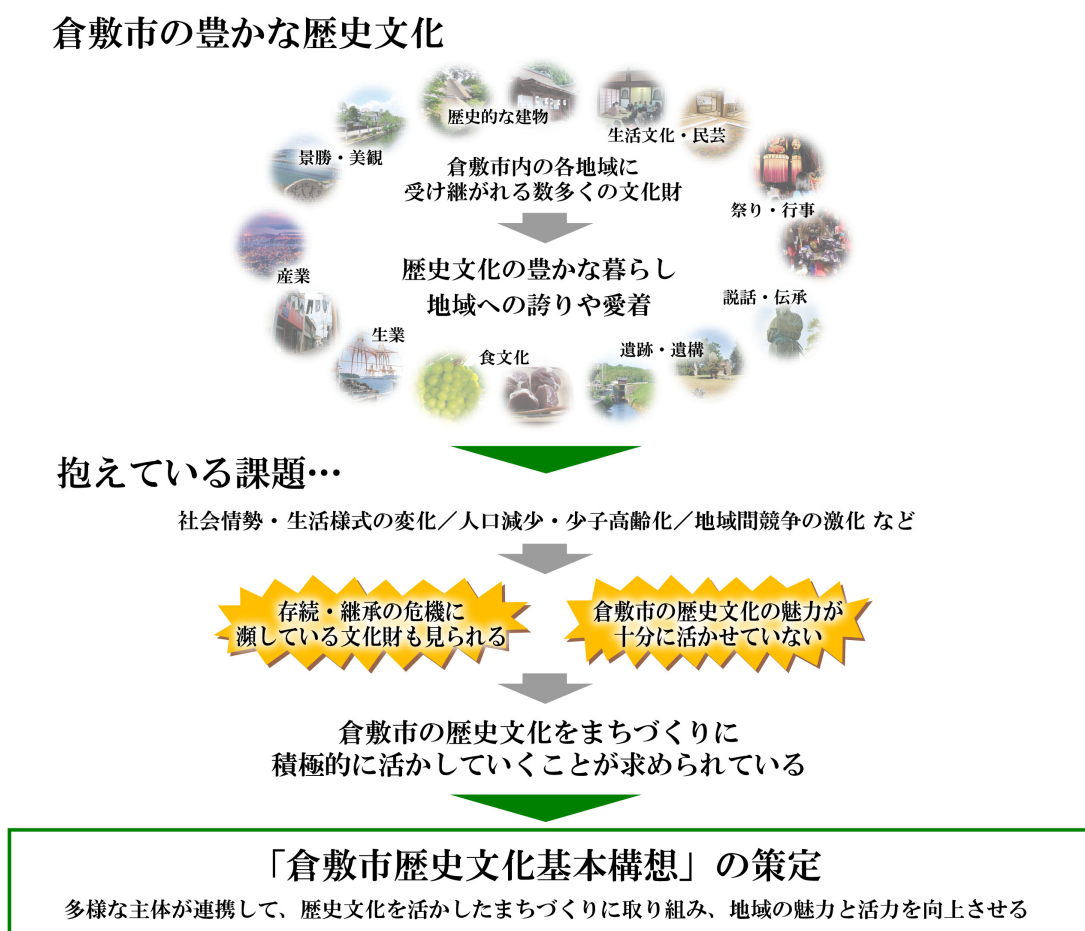 倉敷市の豊かな歴史文化
歴史的な建物
生活文化・民芸
景勝・美観
倉敷市内の各地域に
受け継がれる数多くの文化財
祭り・行事
歴史文化の豊かな暮らし
産業
説話・伝承
地域への誇りや愛着
生業
遺跡・遺構
食文化
抱えている課題…
社会情勢・生活様式の変化／人口減少・少子高齢化／地域間競争の激化 など
存続・継承の危機に
瀕している文化財も見られる
倉敷市の歴史文化の魅力が
十分に活かせていない
倉敷市の歴史文化をまちづくりに
積極的に活かしていくことが求められている
「倉敷市歴史文化基本構想」の策定
多様な主体が連携して、歴史文化を活かしたまちづくりに取り組み、地域の魅力と活力を向上させる